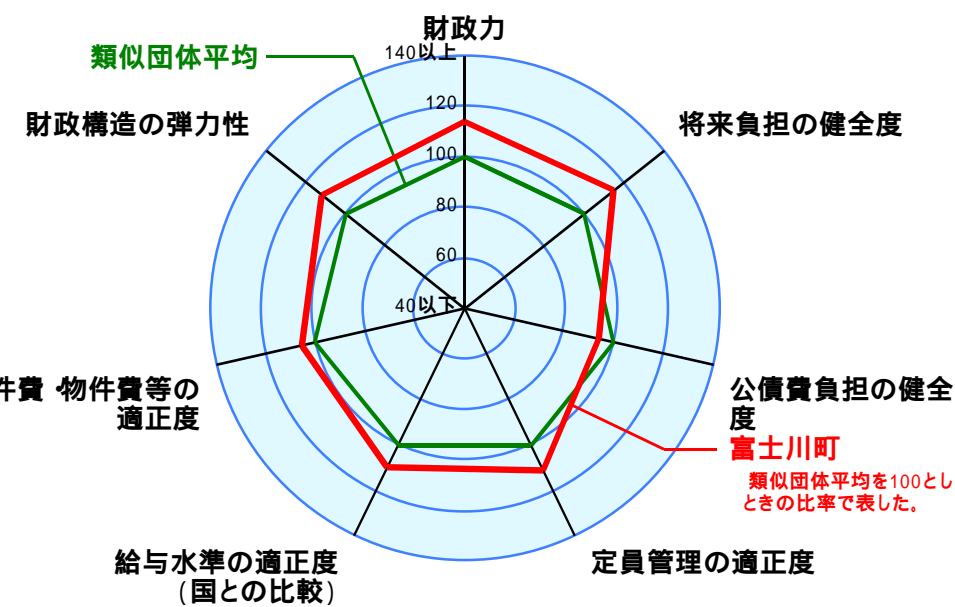 財政力
140以上
類似団体平均
120
財政構造の弾力性
将来負担の健全度
100
80
60
40以下
件費・物件費等の
適正度
公債費負担の健全
度
富士川町
類似団体平均を100とし
ときの比率で表した。
給与水準の適正度
(国との比較)
定員管理の適正度